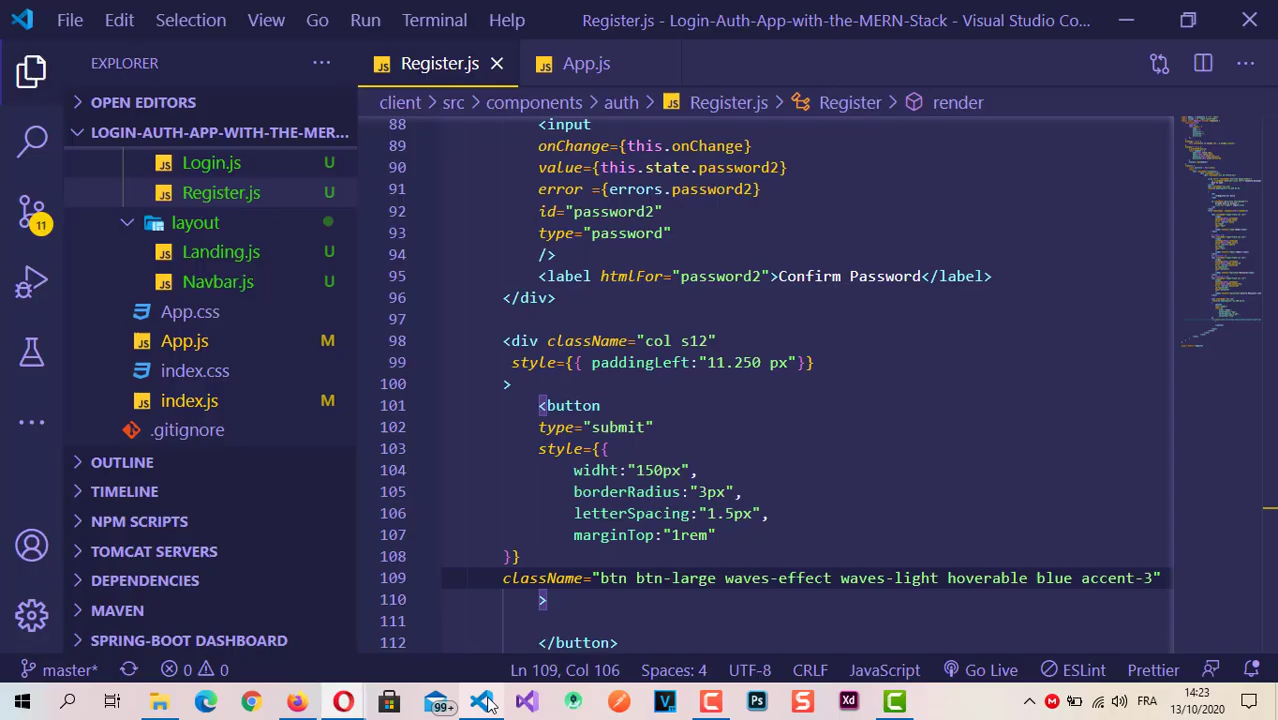 File Edit Selection View Go Run Terminal Help Register.js - Login-Auth-App-with-the-MERN-Stack - Visual Studio Co...
EXPLORER ... Register.js App.js ...
OPEN EDITORS
client > src > components > auth > Register.js > Register > render
LOGIN-AUTH-APP-WITH-THE-MER...
Login.js U
Register.js U
11
layout
Landing.js U
Navbar.js U
App.css
App.js M
index.css
index.js M
.gitignore
OUTLINE
TIMELINE
NPM SCRIPTS
TOMCAT SERVERS
DEPENDENCIES
MAVEN
SPRING-BOOT DASHBOARD
88 <input
89 onChange={this.onChange}
90 value={this.state.password2}
91 error ={errors.password2}
92 id="password2"
93 type="password"
94 />
95 <label htmlFor="password2">Confirm Password</label>
96 </div>
97
98 <div className="col s12"
99 style={{ paddingLeft:"11.250 px"}}
100 >
101 <button
102 type="submit"
103 style={{
104 widht:"150px",
105 borderRadius:"3px",
106 letterSpacing:"1.5px",
107 marginTop:"1rem"
108 }}
109 className="btn btn-large waves-effect waves-light hoverable blue accent-3"
110 >
111
112 </button>
master* 0 0 Ln 109, Col 106 Spaces: 4 UTF-8 CRLF JavaScript Go Live ESLint Prettier
99+ FRA 14:23
13/10/2020